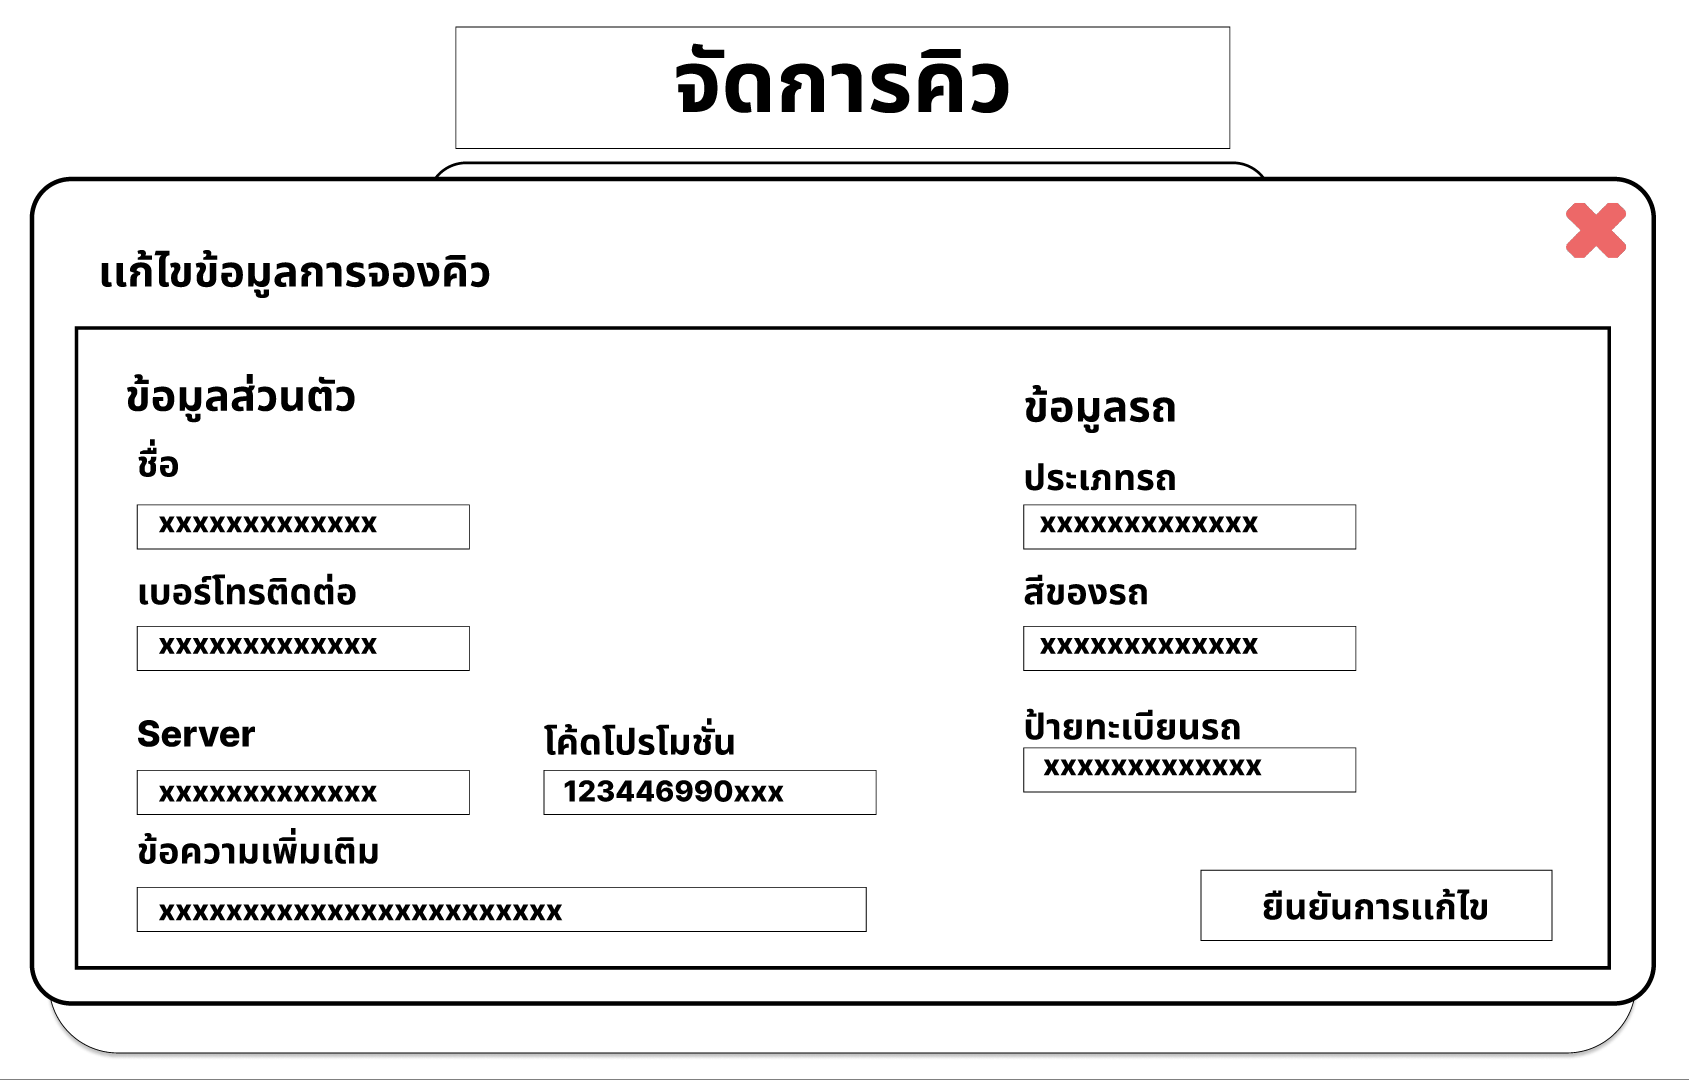 จัดการคิว
แก้ไขข้อมูลการจองคิว
ข้อมูลส่วนตัว
ชื่อ
xxxxxxxxxxxxx
เบอร์โทรติดต่อ
xxxxxxxxxxxxx
Server
xxxxxxxxxxxxx
โค้ดโปรโมชั่น
123446990xxx
ข้อความเพิ่มเติม
xxxxxxxxxxxxxxxxxxxxxxxx
ข้อมูลรถ
ประเภทรถ
xxxxxxxxxxxxx
สีของรถ
xxxxxxxxxxxxx
ป้ายทะเบียนรถ
xxxxxxxxxxxxx
ยืนยันการแก้ไข